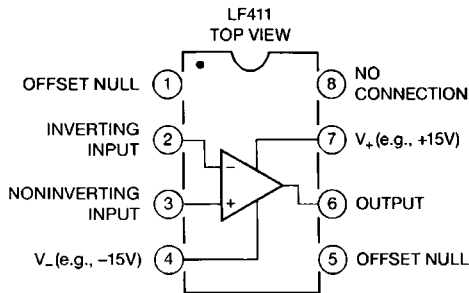 LF411
TOP VIEW
OFFSET NULL 1
8 NO
CONNECTION
INVERTING
INPUT 2
7 V+ (e.g., +15V)
−
NONINVERTING
INPUT 3
+
6 OUTPUT
V− (e.g., −15V) 4
5 OFFSET NULL